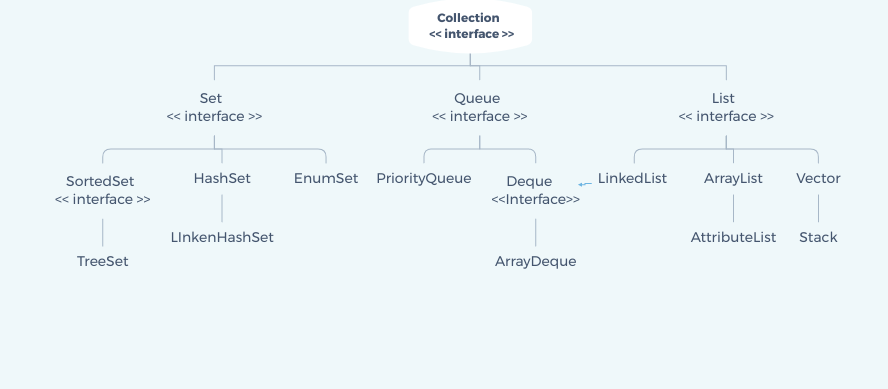 Collection
<< interface >>
Set
<< interface >>
Queue
<< interface >>
List
<< interface >>
SortedSet
<< interface >>
HashSet
EnumSet
PriorityQueue
Deque
<<Interface>>
LinkedList
ArrayList
Vector
LInkenHashSet
AttributeList
Stack
TreeSet
ArrayDeque